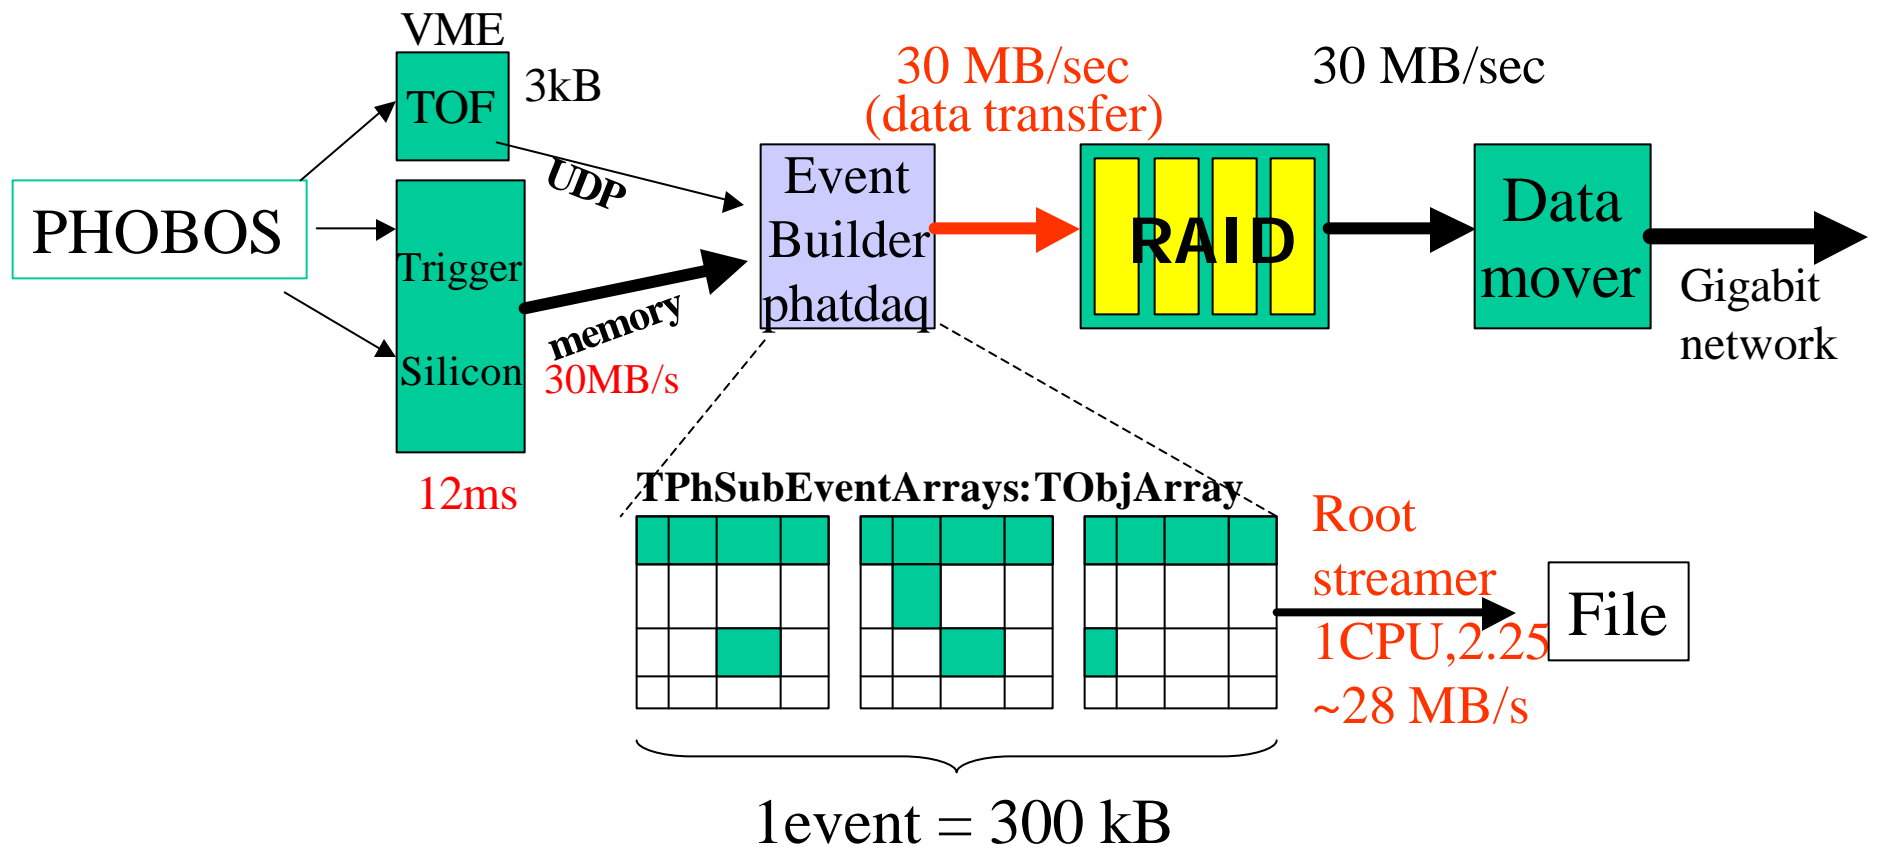 VME
TOF
3kB
UDP
PHOBOS
Trigger
Silicon
memory
30MB/s
12ms
30 MB/sec
(data transfer)
Event
Builder
phatdaq
RAID
30 MB/sec
Data
mover
Gigabit
network
TPhSubEventArrays:TObjArray
Root
streamer
1CPU,2.25
~28 MB/s
File
1event = 300 kB